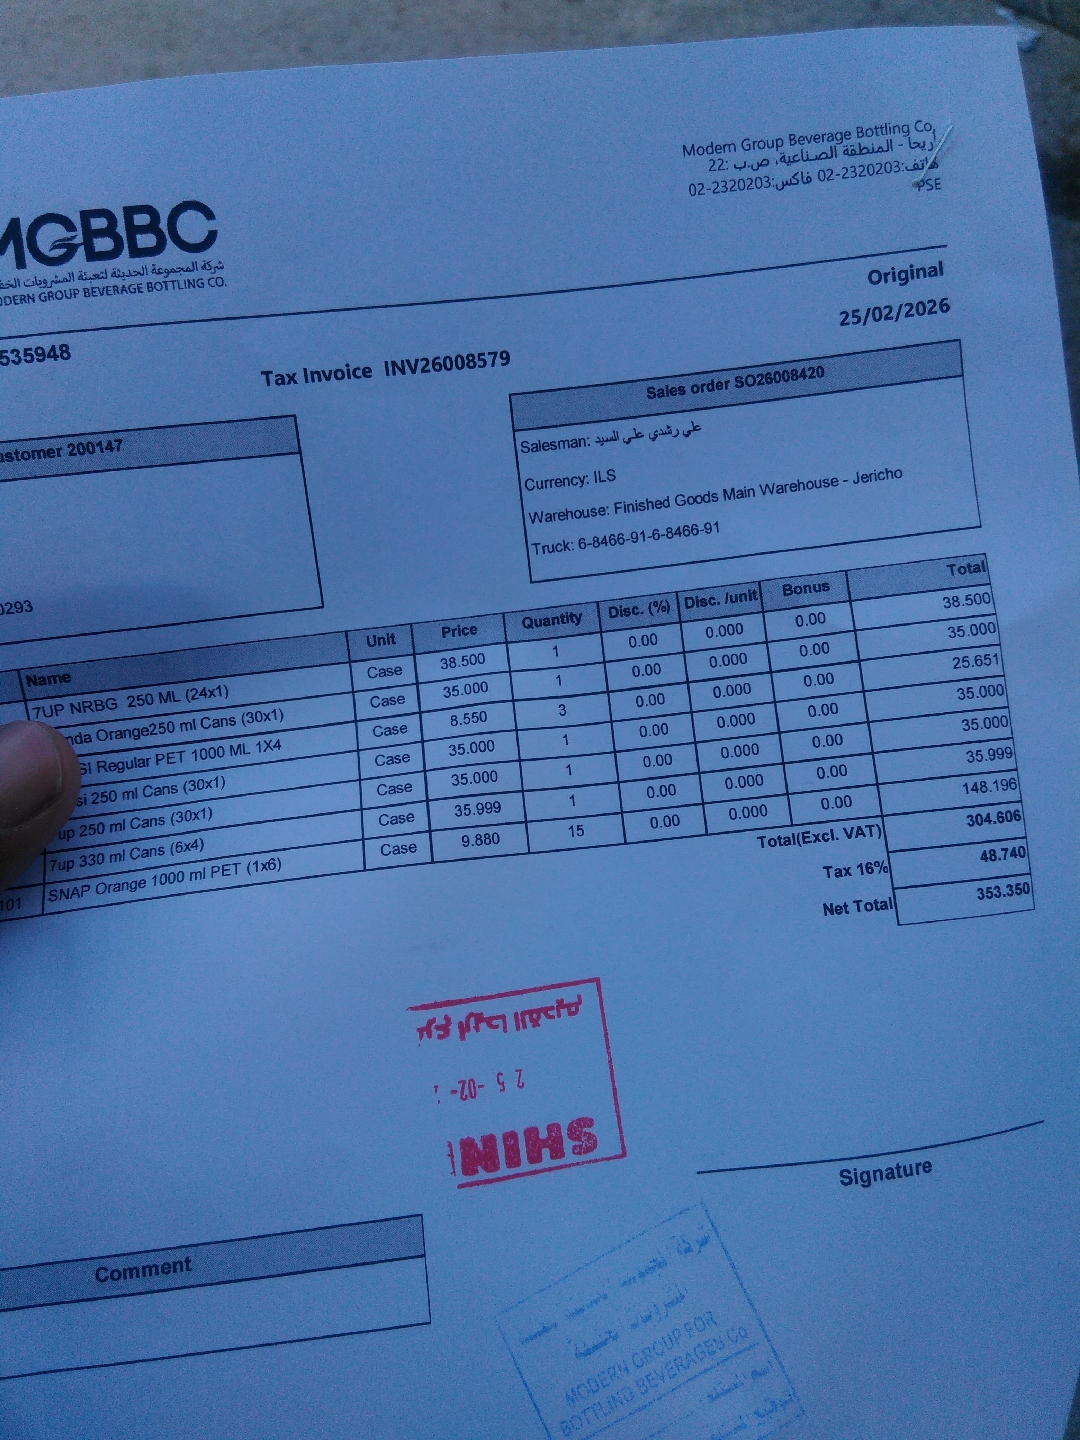 Modern Group Beverage Bottling Co.
أريحا - المنطقة الصناعية، ص.ب :22
هاتف:02-2320203 فاكس:02-2320203
PSE
MGBBC
شركة المجموعة الحديثة لتعبئة المشروبات
MODERN GROUP BEVERAGE BOTTLING CO.
Original
535948
25/02/2026
Tax Invoice INV26008579
Customer 200147
0293
Sales order SO26008420
Salesman: علي رشدي علي السيد
Currency: ILS
Warehouse: Finished Goods Main Warehouse - Jericho
Truck: 6-8466-91-6-8466-91
Name Unit Price Quantity Disc. (%) Disc. /unit Bonus Total
7UP NRBG 250 ML (24x1) Case 38.500 1 0.00 0.000 0.00 38.500
nda Orange250 ml Cans (30x1) Case 35.000 1 0.00 0.000 0.00 35.000
SI Regular PET 1000 ML 1X4 Case 8.550 3 0.00 0.000 0.00 25.651
si 250 ml Cans (30x1) Case 35.000 1 0.00 0.000 0.00 35.000
up 250 ml Cans (30x1) Case 35.000 1 0.00 0.000 0.00 35.000
7up 330 ml Cans (6x4) Case 35.999 1 0.00 0.000 0.00 35.999
101 SNAP Orange 1000 ml PET (1x6) Case 9.880 15 0.00 0.000 0.00 148.196
Total(Excl. VAT) 304.606
Tax 16% 48.740
Net Total 353.350
25 -02-
SHINI
Signature
Comment
MODERN GROUP FOR
BOTTLING BEVERAGES Co